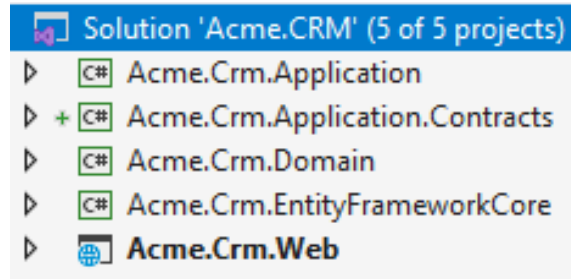 Solution 'Acme.CRM' (5 of 5 projects)
C# Acme.Crm.Application
+ C# Acme.Crm.Application.Contracts
C# Acme.Crm.Domain
C# Acme.Crm.EntityFrameworkCore
Acme.Crm.Web